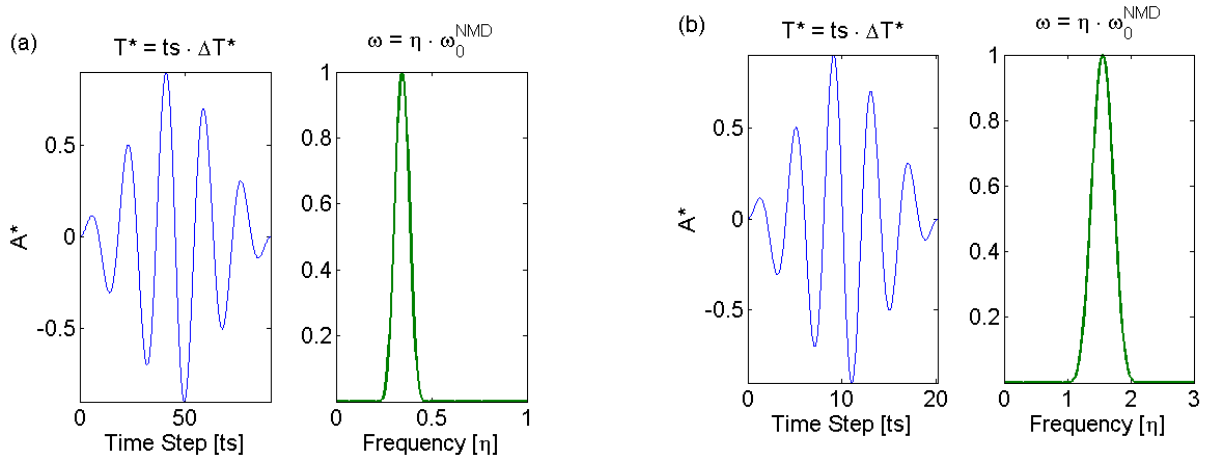 (a)
T* = ts · ΔT*
ω = η · ω₀ᴺᴹᴰ
A*
0.5
0
-0.5
0
50
Time Step [ts]
1
0.8
0.6
0.4
0.2
0
0.5
1
Frequency [η]
(b)
T* = ts · ΔT*
ω = η · ω₀ᴺᴹᴰ
A*
0.5
0
-0.5
0
10
20
Time Step [ts]
1
0.8
0.6
0.4
0.2
0
1
2
3
Frequency [η]